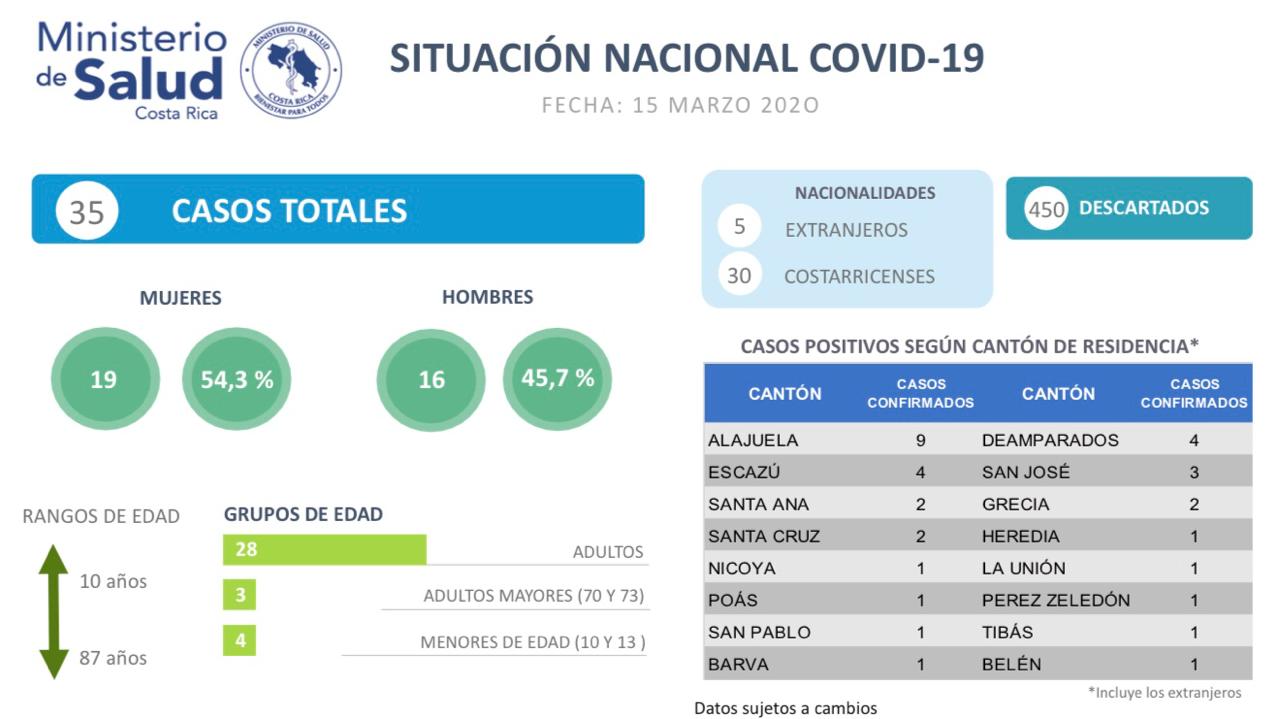 Ministerio
de Salud
Costa Rica
MINISTERIO DE SALUD
COSTA RICA
BIENESTAR PARA TODOS
SITUACIÓN NACIONAL COVID-19
FECHA: 15 MARZO 202O
35 CASOS TOTALES
MUJERES HOMBRES
19 54,3 % 16 45,7 %
RANGOS DE EDAD
10 años
87 años
GRUPOS DE EDAD
28 ADULTOS
3 ADULTOS MAYORES (70 Y 73)
4 MENORES DE EDAD (10 Y 13 )
NACIONALIDADES
5 EXTRANJEROS
30 COSTARRICENSES
450 DESCARTADOS
CASOS POSITIVOS SEGÚN CANTÓN DE RESIDENCIA*
CANTÓN CASOS CONFIRMADOS CANTÓN CASOS CONFIRMADOS
ALAJUELA 9 DEAMPARADOS 4
ESCAZÚ 4 SAN JOSÉ 3
SANTA ANA 2 GRECIA 2
SANTA CRUZ 2 HEREDIA 1
NICOYA 1 LA UNIÓN 1
POÁS 1 PEREZ ZELEDÓN 1
SAN PABLO 1 TIBÁS 1
BARVA 1 BELÉN 1
*Incluye los extranjeros
Datos sujetos a cambios